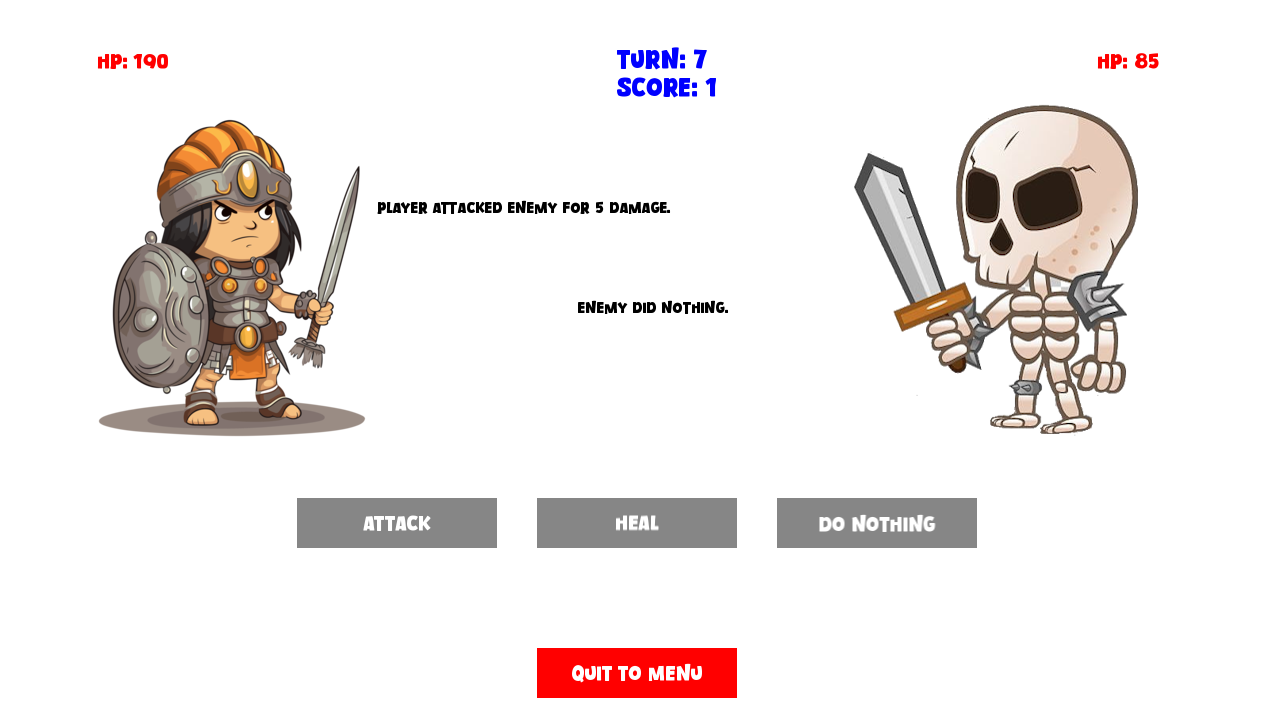 HP: 190
TURN: 7
SCORE: 1
HP: 85
PLAYER ATTACKED ENEMY FOR 5 DAMAGE.
ENEMY DID NOTHING.
ATTACK
HEAL
DO NOTHING
QUIT TO MENU